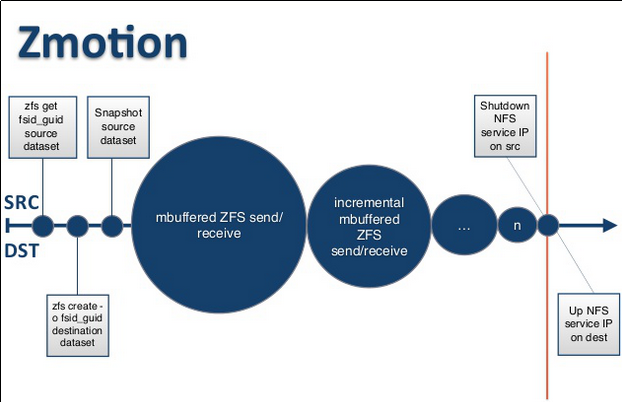 Zmotion
zfs get
fsid_guid
source
dataset
Snapshot
source
dataset
Shutdown
NFS
service IP
on src
SRC
DST
mbuffered ZFS send/
receive
incremental
mbuffered
ZFS
send/receive
...
n
zfs create -
o fsid_guid
destination
dataset
Up NFS
service IP
on dest